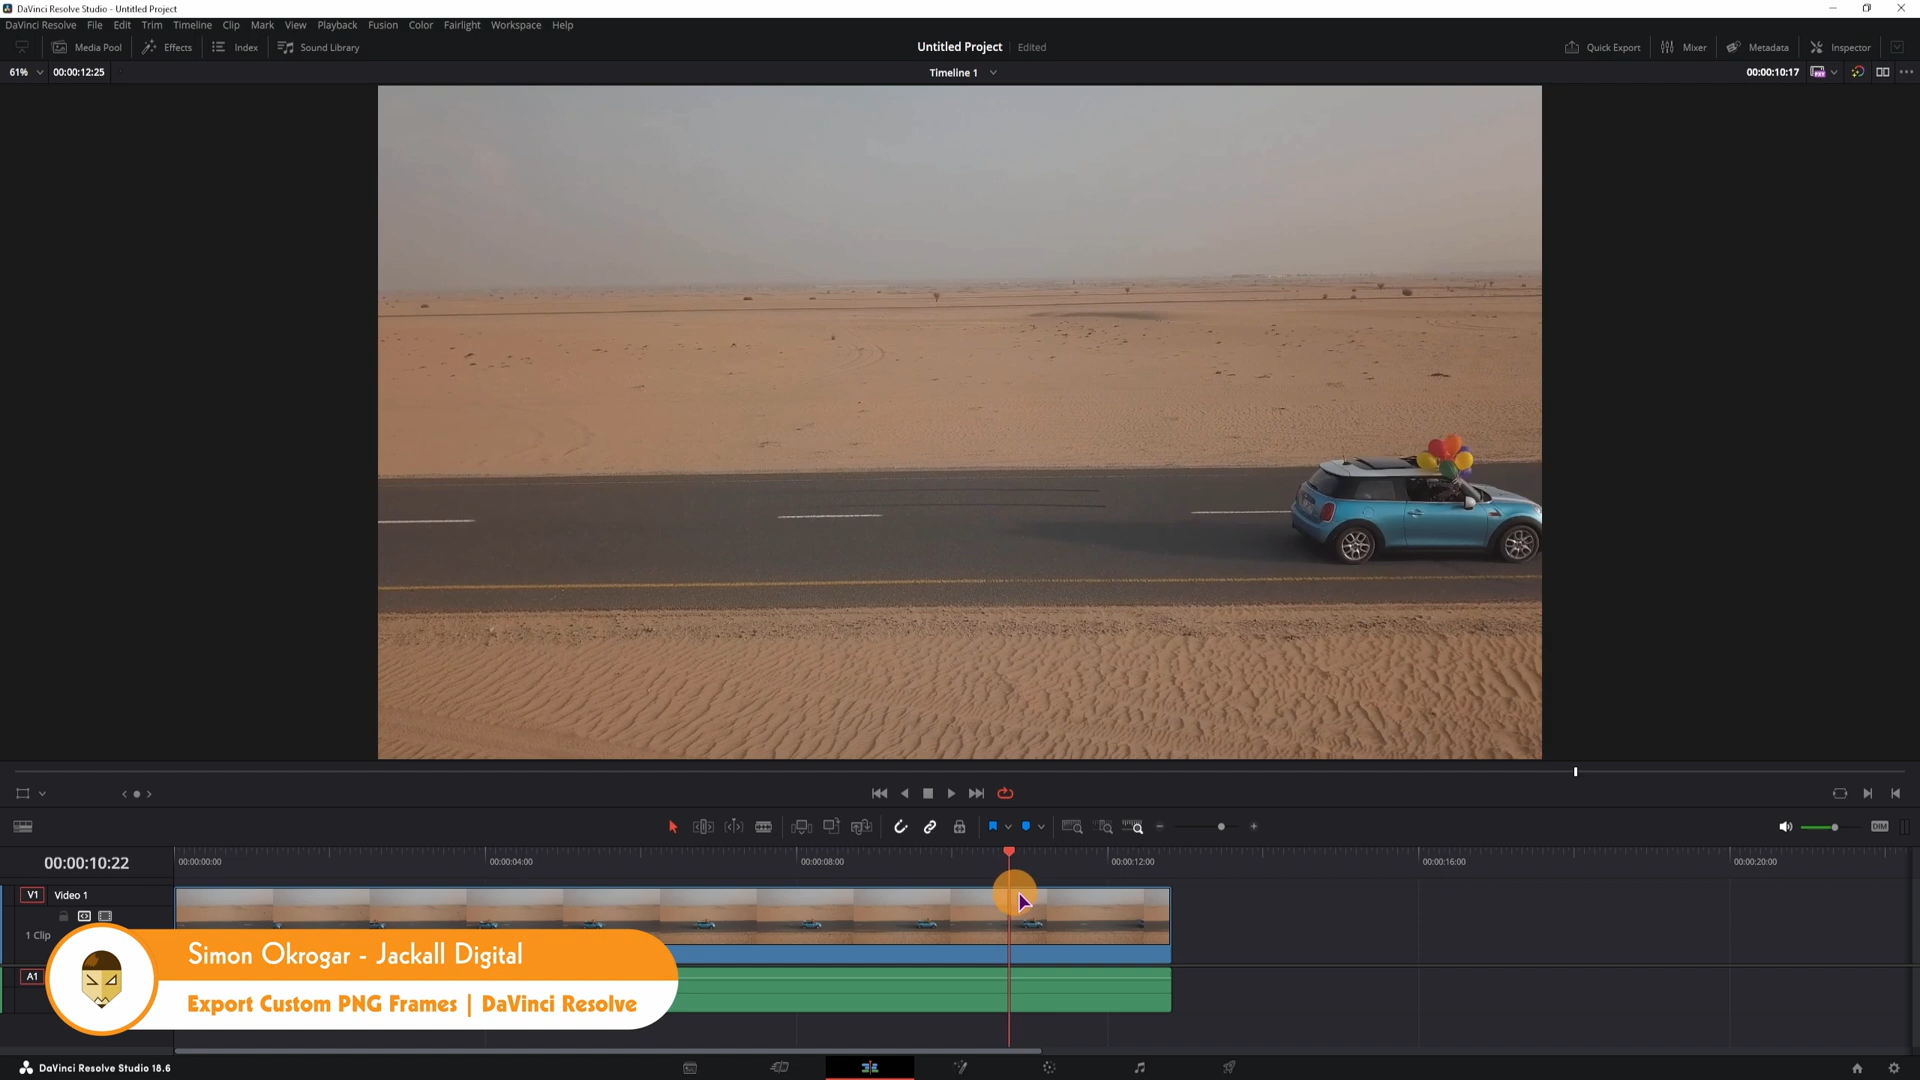 DaVinci Resolve Studio - Untitled Project
DaVinci Resolve File Edit Trim Timeline Clip Mark View Playback Fusion Color Fairlight Workspace Help
Media Pool Effects Index Sound Library Untitled Project Edited Quick Export Mixer Metadata Inspector
61% 00:00:12:25 Timeline 1 00:00:10:17
DIM
00:00:10:22 00:00:00:00 00:00:04:00 00:00:08:00 00:00:12:00 00:00:16:00 00:00:20:00
V1 Video 1
1 Clip
A1
Simon Okrogar - Jackall Digital
Export Custom PNG Frames | DaVinci Resolve
DaVinci Resolve Studio 18.6